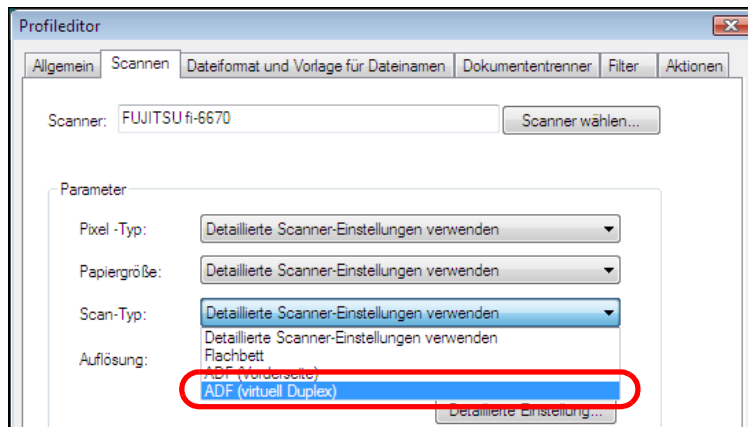 Profileditor
Allgemein Scannen Dateiformat und Vorlage für Dateinamen Dokumententrenner Filter Aktionen
Scanner: FUJITSU fi-6670 Scanner wählen...
Parameter
Pixel -Typ: Detaillierte Scanner-Einstellungen verwenden
Papiergröße: Detaillierte Scanner-Einstellungen verwenden
Scan-Typ: Detaillierte Scanner-Einstellungen verwenden
Detaillierte Scanner-Einstellungen verwenden
Auflösung: Flachbett
ADF (Vorderseite)
ADF (virtuell Duplex)
Detaillierte Einstellung...